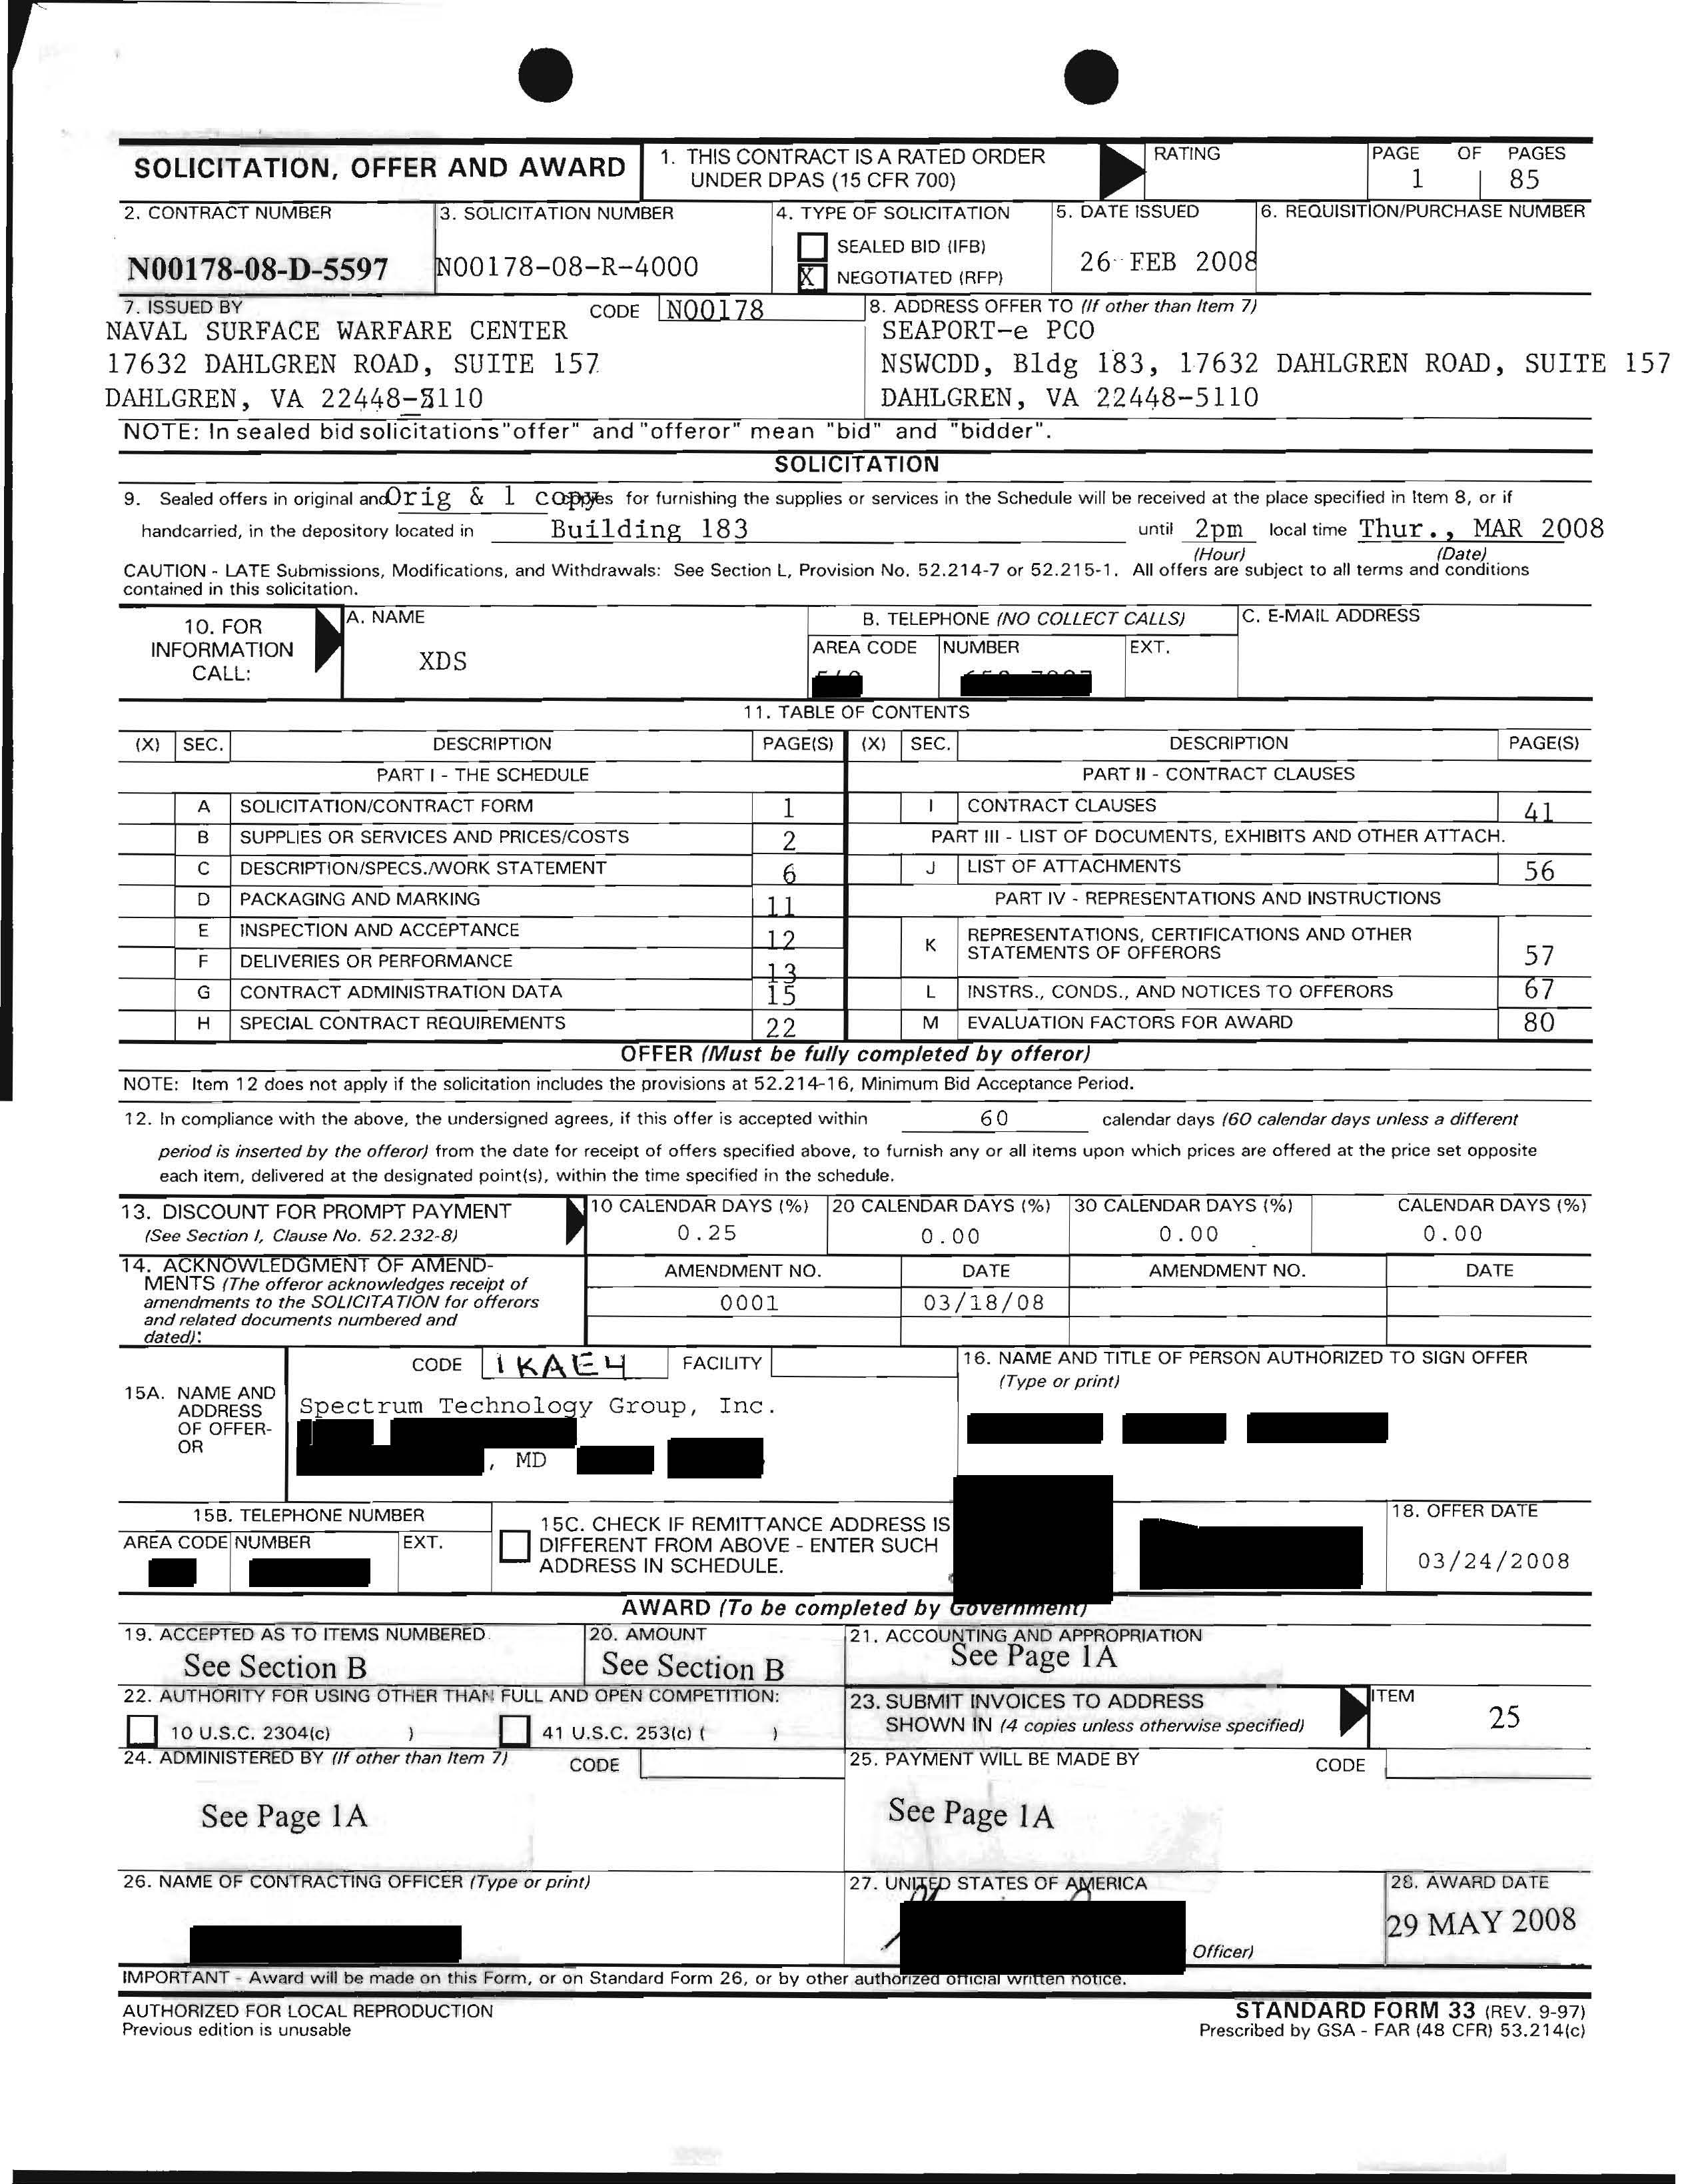 SOLICITATION, OFFER AND AWARD
1. THIS CONTRACT IS A RATED ORDER
UNDER DPAS (15 CFR 700)
RATING
PAGE OF PAGES
1 85
2. CONTRACT NUMBER
N00178-08-D-5597
3. SOLICITATION NUMBER
N00178-08-R-4000
4. TYPE OF SOLICITATION
SEALED BID (IFB)
X NEGOTIATED (RFP)
5. DATE ISSUED
26 FEB 2008
6. REQUISITION/PURCHASE NUMBER
7. ISSUED BY
CODE N00178
NAVAL SURFACE WARFARE CENTER
17632 DAHLGREN ROAD, SUITE 157
DAHLGREN, VA 22448-5110
8. ADDRESS OFFER TO (If other than Item 7)
SEAPORT-e PCO
NSWCDD, Bldg 183, 17632 DAHLGREN ROAD, SUITE 157
DAHLGREN, VA 22448-5110
NOTE: In sealed bid solicitations "offer" and "offeror" mean "bid" and "bidder".
SOLICITATION
9. Sealed offers in original and Orig & 1 copy for furnishing the supplies or services in the Schedule will be received at the place specified in Item 8, or if
handcarried, in the depository located in Building 183 until 2pm local time Thur., MAR 2008
(Hour) (Date)
CAUTION - LATE Submissions, Modifications, and Withdrawals: See Section L, Provision No. 52.214-7 or 52.215-1. All offers are subject to all terms and conditions
contained in this solicitation.
10. FOR
INFORMATION
CALL:
A. NAME
XDS
B. TELEPHONE (NO COLLECT CALLS)
AREA CODE NUMBER EXT.
C. E-MAIL ADDRESS
11. TABLE OF CONTENTS
(X) SEC. DESCRIPTION PAGE(S) (X) SEC. DESCRIPTION PAGE(S)
PART I - THE SCHEDULE
A SOLICITATION/CONTRACT FORM 1
B SUPPLIES OR SERVICES AND PRICES/COSTS 2
C DESCRIPTION/SPECS./WORK STATEMENT 6
D PACKAGING AND MARKING 11
E INSPECTION AND ACCEPTANCE 12
F DELIVERIES OR PERFORMANCE 13
G CONTRACT ADMINISTRATION DATA 15
H SPECIAL CONTRACT REQUIREMENTS 22
PART II - CONTRACT CLAUSES
I CONTRACT CLAUSES 41
PART III - LIST OF DOCUMENTS, EXHIBITS AND OTHER ATTACH.
J LIST OF ATTACHMENTS 56
PART IV - REPRESENTATIONS AND INSTRUCTIONS
K REPRESENTATIONS, CERTIFICATIONS AND OTHER
STATEMENTS OF OFFERORS 57
L INSTRS., CONDS., AND NOTICES TO OFFERORS 67
M EVALUATION FACTORS FOR AWARD 80
OFFER (Must be fully completed by offeror)
NOTE: Item 12 does not apply if the solicitation includes the provisions at 52.214-16, Minimum Bid Acceptance Period.
12. In compliance with the above, the undersigned agrees, if this offer is accepted within 60 calendar days (60 calendar days unless a different
period is inserted by the offeror) from the date for receipt of offers specified above, to furnish any or all items upon which prices are offered at the price set opposite
each item, delivered at the designated point(s), within the time specified in the schedule.
13. DISCOUNT FOR PROMPT PAYMENT
(See Section I, Clause No. 52.232-8)
10 CALENDAR DAYS (%) 20 CALENDAR DAYS (%) 30 CALENDAR DAYS (%) CALENDAR DAYS (%)
0.25 0.00 0.00 0.00
14. ACKNOWLEDGMENT OF AMEND-
MENTS (The offeror acknowledges receipt of
amendments to the SOLICITATION for offerors
and related documents numbered and
dated):
AMENDMENT NO. DATE AMENDMENT NO. DATE
0001 03/18/08
15A. NAME AND
ADDRESS
OF OFFER-
OR
CODE 1KAE4 FACILITY
Spectrum Technology Group, Inc.
, MD
16. NAME AND TITLE OF PERSON AUTHORIZED TO SIGN OFFER
(Type or print)
15B. TELEPHONE NUMBER
AREA CODE NUMBER EXT.
15C. CHECK IF REMITTANCE ADDRESS IS
DIFFERENT FROM ABOVE - ENTER SUCH
ADDRESS IN SCHEDULE.
18. OFFER DATE
03/24/2008
AWARD (To be completed by Government)
19. ACCEPTED AS TO ITEMS NUMBERED
See Section B
20. AMOUNT
See Section B
21. ACCOUNTING AND APPROPRIATION
See Page 1A
22. AUTHORITY FOR USING OTHER THAN FULL AND OPEN COMPETITION:
10 U.S.C. 2304(c) ) 41 U.S.C. 253(c) ( )
23. SUBMIT INVOICES TO ADDRESS
SHOWN IN (4 copies unless otherwise specified)
ITEM
25
24. ADMINISTERED BY (If other than Item 7) CODE
See Page 1A
25. PAYMENT WILL BE MADE BY CODE
See Page 1A
26. NAME OF CONTRACTING OFFICER (Type or print)
27. UNITED STATES OF AMERICA
Officer)
28. AWARD DATE
29 MAY 2008
IMPORTANT - Award will be made on this Form, or on Standard Form 26, or by other authorized official written notice.
AUTHORIZED FOR LOCAL REPRODUCTION
Previous edition is unusable
STANDARD FORM 33 (REV. 9-97)
Prescribed by GSA - FAR (48 CFR) 53.214(c)